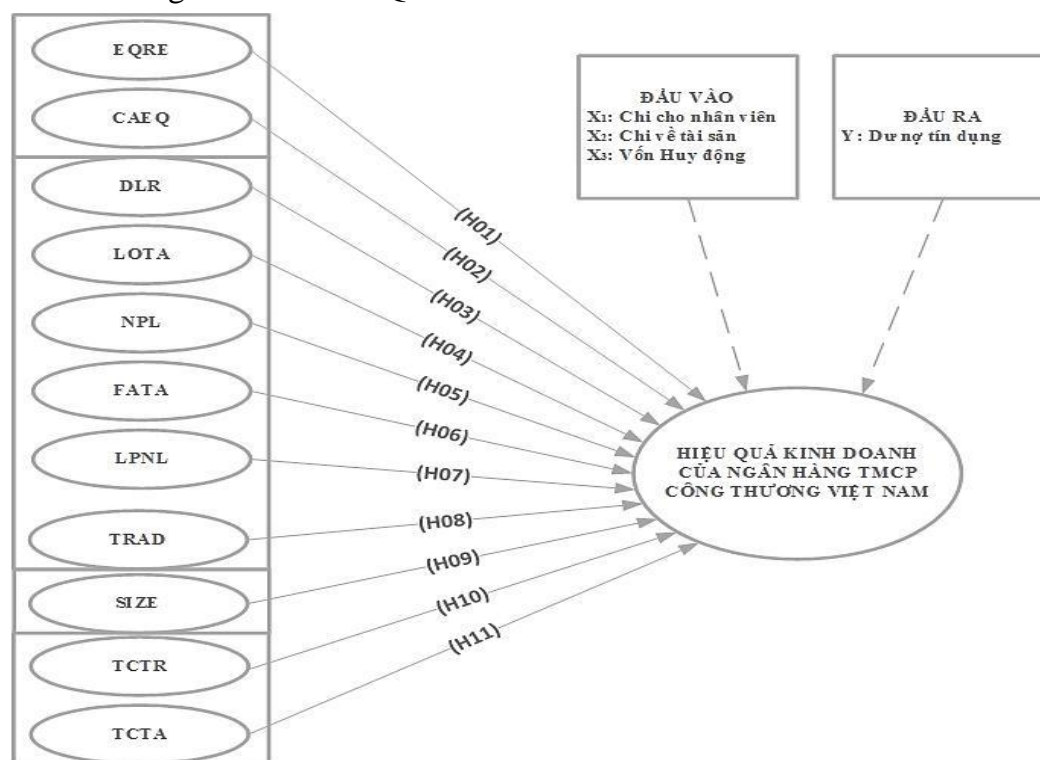 EQRE
CAEQ
DLR
LOTA
NPL
FATA
LPNL
TRAD
SIZE
TCTR
TCTA
(H01)
(H02)
(H03)
(H04)
(H05)
(H06)
(H07)
(H08)
(H09)
(H10)
(H11)
ĐẦU VÀO
X1: Chi cho nhân viên
X2: Chi về tài sản
X3: Vốn Huy động
ĐẦU RA
Y: Dư nợ tín dụng
HIỆU QUẢ KINH DOANH
CỦA NGÂN HÀNG TMCP
CÔNG THƯƠNG VIỆT NAM